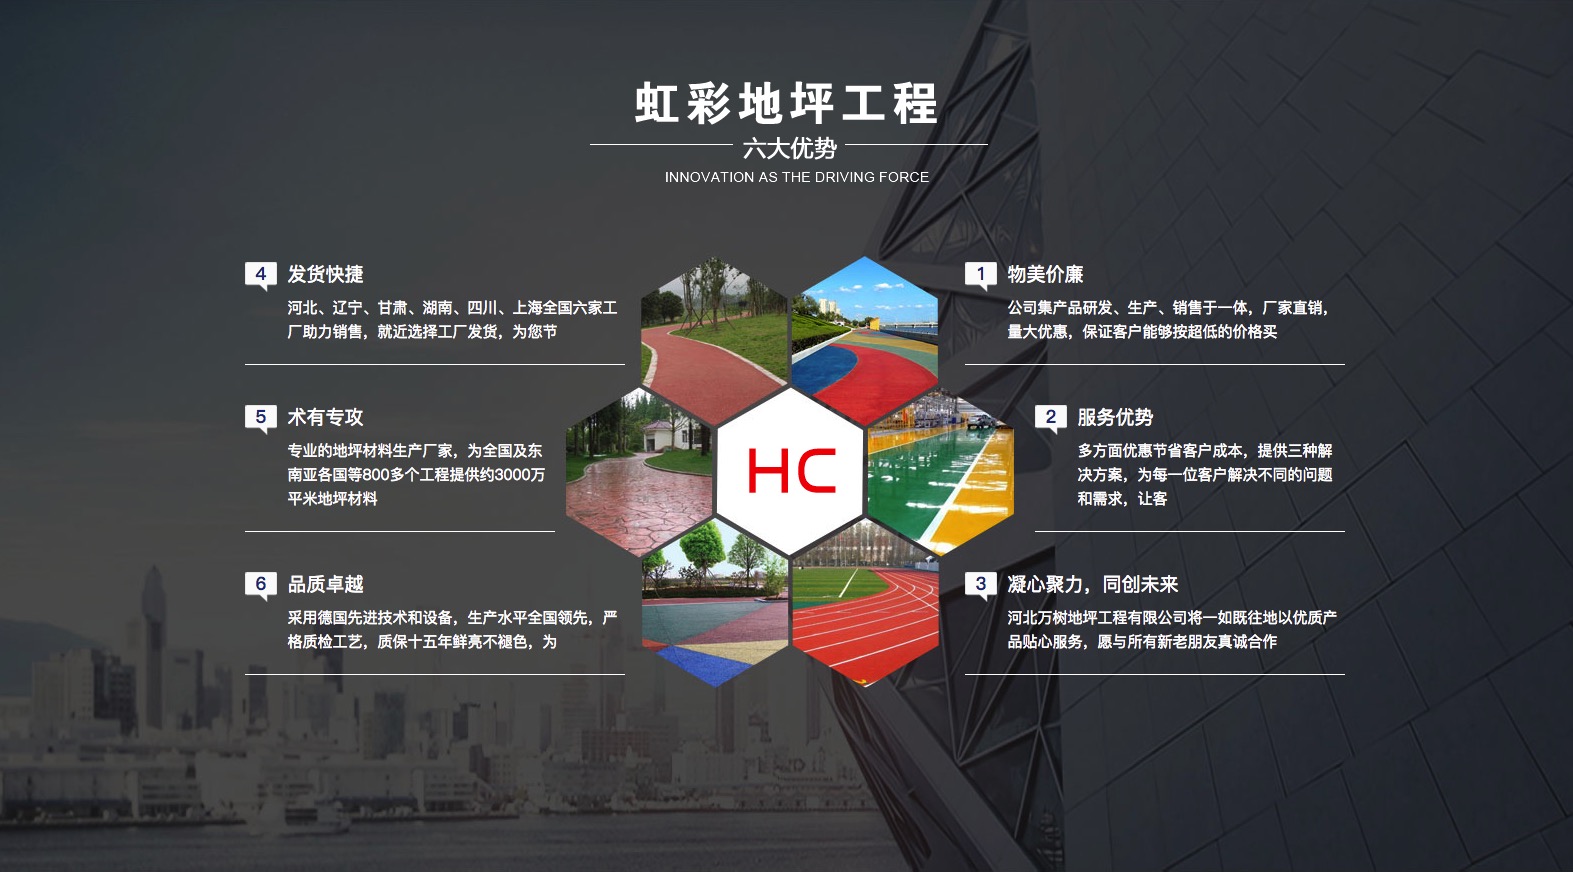 虹彩地坪工程
六大优势
INNOVATION AS THE DRIVING FORCE
1 物美价廉
公司集产品研发、生产、销售于一体，厂家直销，
量大优惠，保证客户能够按超低的价格买
2 服务优势
多方面优惠节省客户成本，提供三种解
决方案，为每一位客户解决不同的问题
和需求，让客
3 凝心聚力，同创未来
河北万树地坪工程有限公司将一如既往地以优质产
品贴心服务，愿与所有新老朋友真诚合作
4 发货快捷
河北、辽宁、甘肃、湖南、四川、上海全国六家工
厂助力销售，就近选择工厂发货，为您节
5 术有专攻
专业的地坪材料生产厂家，为全国及东
南亚各国等800多个工程提供约3000万
平米地坪材料
6 品质卓越
采用德国先进技术和设备，生产水平全国领先，严
格质检工艺，质保十五年鲜亮不褪色，为
HC